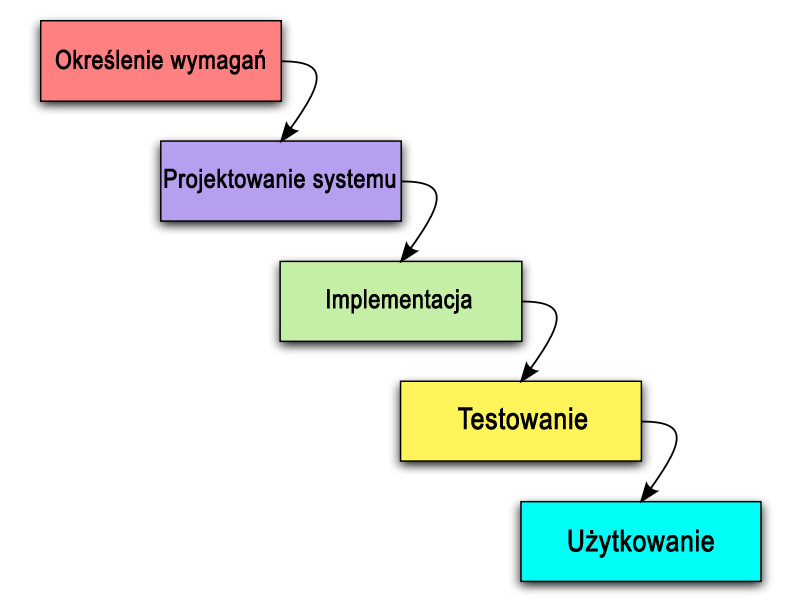 Określenie wymagań
Projektowanie systemu
Implementacja
Testowanie
Użytkowanie